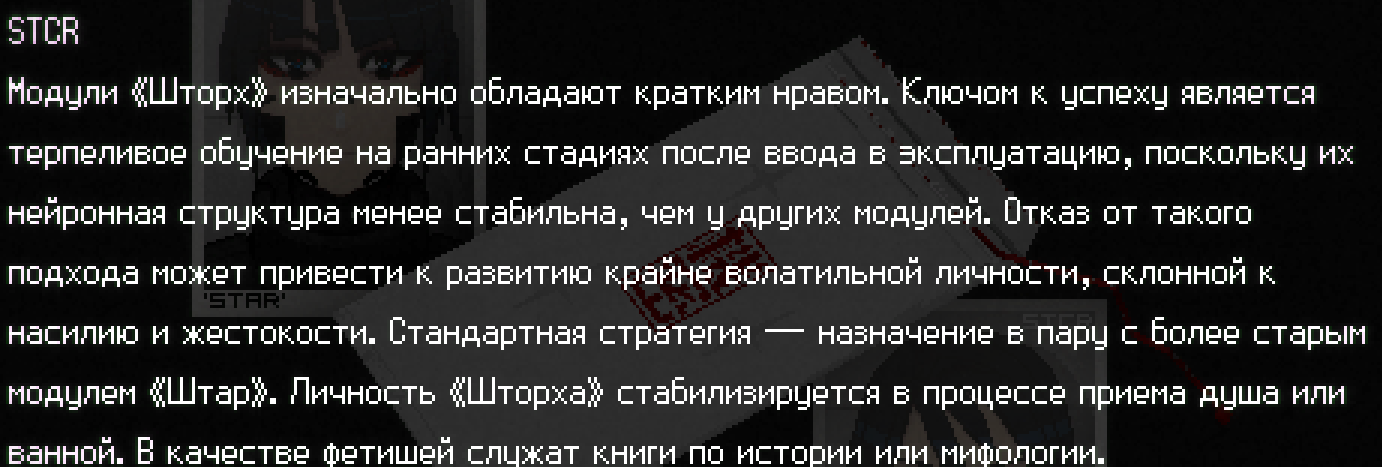 STCR
Модули《Шторх》изначально обладают кратким нравом. Ключом к успеху является
терпеливое обучение на ранних стадиях после ввода в эксплуатацию, поскольку их
нейронная структура менее стабильна, чем у других модулей. Отказ от такого
подхода может привести к развитию крайне волатильной личности, склонной к
насилию и жестокости. Стандартная стратегия — назначение в пару с более старым
модулем《Штар》. Личность《Шторха》стабилизируется в процессе приема душа или
ванной. В качестве фетишей служат книги по истории или мифологии.
'STAR'
STCR